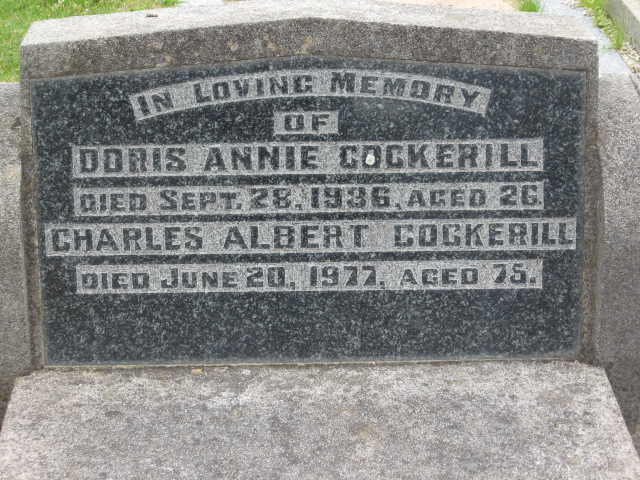 IN LOVING MEMORY
OF
DORIS ANNIE COCKERILL
DIED SEPT. 28, 1936, AGED 26.
CHARLES ALBERT COCKERILL
DIED JUNE 20, 1977, AGED 75.